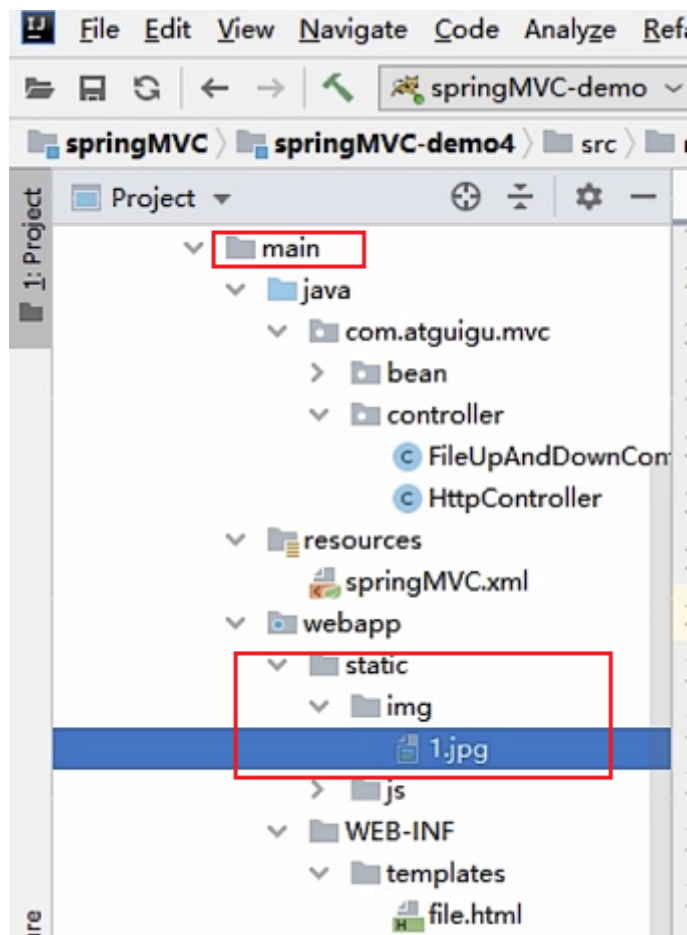 File Edit View Navigate Code Analyze Refa
springMVC-demo
springMVC springMVC-demo4 src
1: Project
Project
main
java
com.atguigu.mvc
bean
controller
FileUpAndDownCon
HttpController
resources
springMVC.xml
webapp
static
img
1.jpg
js
WEB-INF
templates
file.html